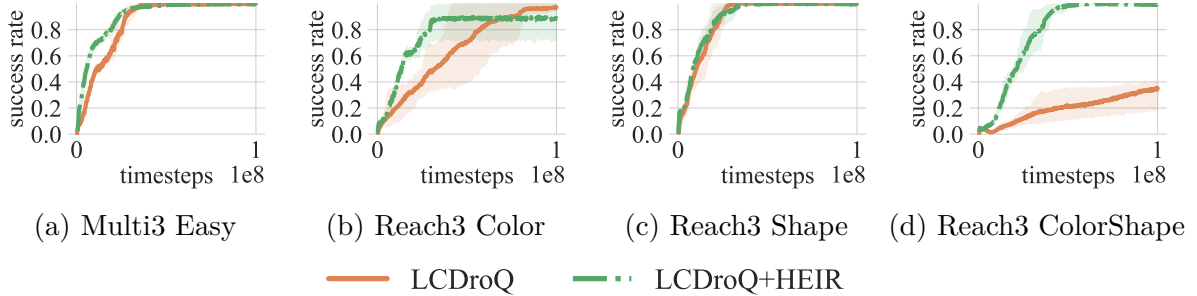 success rate
0.8
0.6
0.4
0.2
0.0
0
1
timesteps
1e8
(a) Multi3 Easy
success rate
0.8
0.6
0.4
0.2
0.0
0
1
timesteps
1e8
(b) Reach3 Color
success rate
0.8
0.6
0.4
0.2
0.0
0
1
timesteps
1e8
(c) Reach3 Shape
success rate
0.8
0.6
0.4
0.2
0.0
0
1
timesteps
1e8
(d) Reach3 ColorShape
LCDroQ
LCDroQ+HEIR